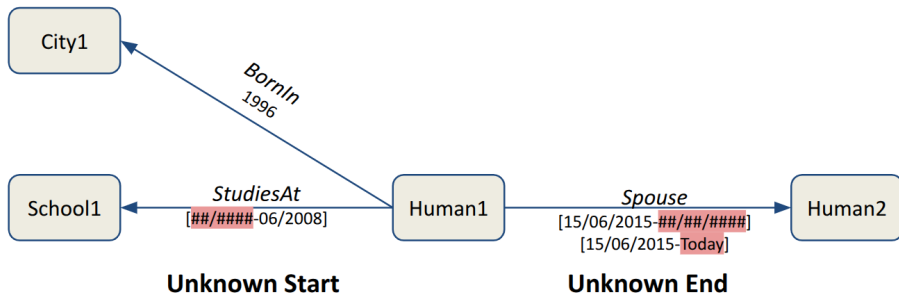 City1
BornIn
1996
School1
StudiesAt
[##/####-06/2008]
Human1
Spouse
[15/06/2015-##/##/####]
[15/06/2015-Today]
Human2
Unknown Start
Unknown End